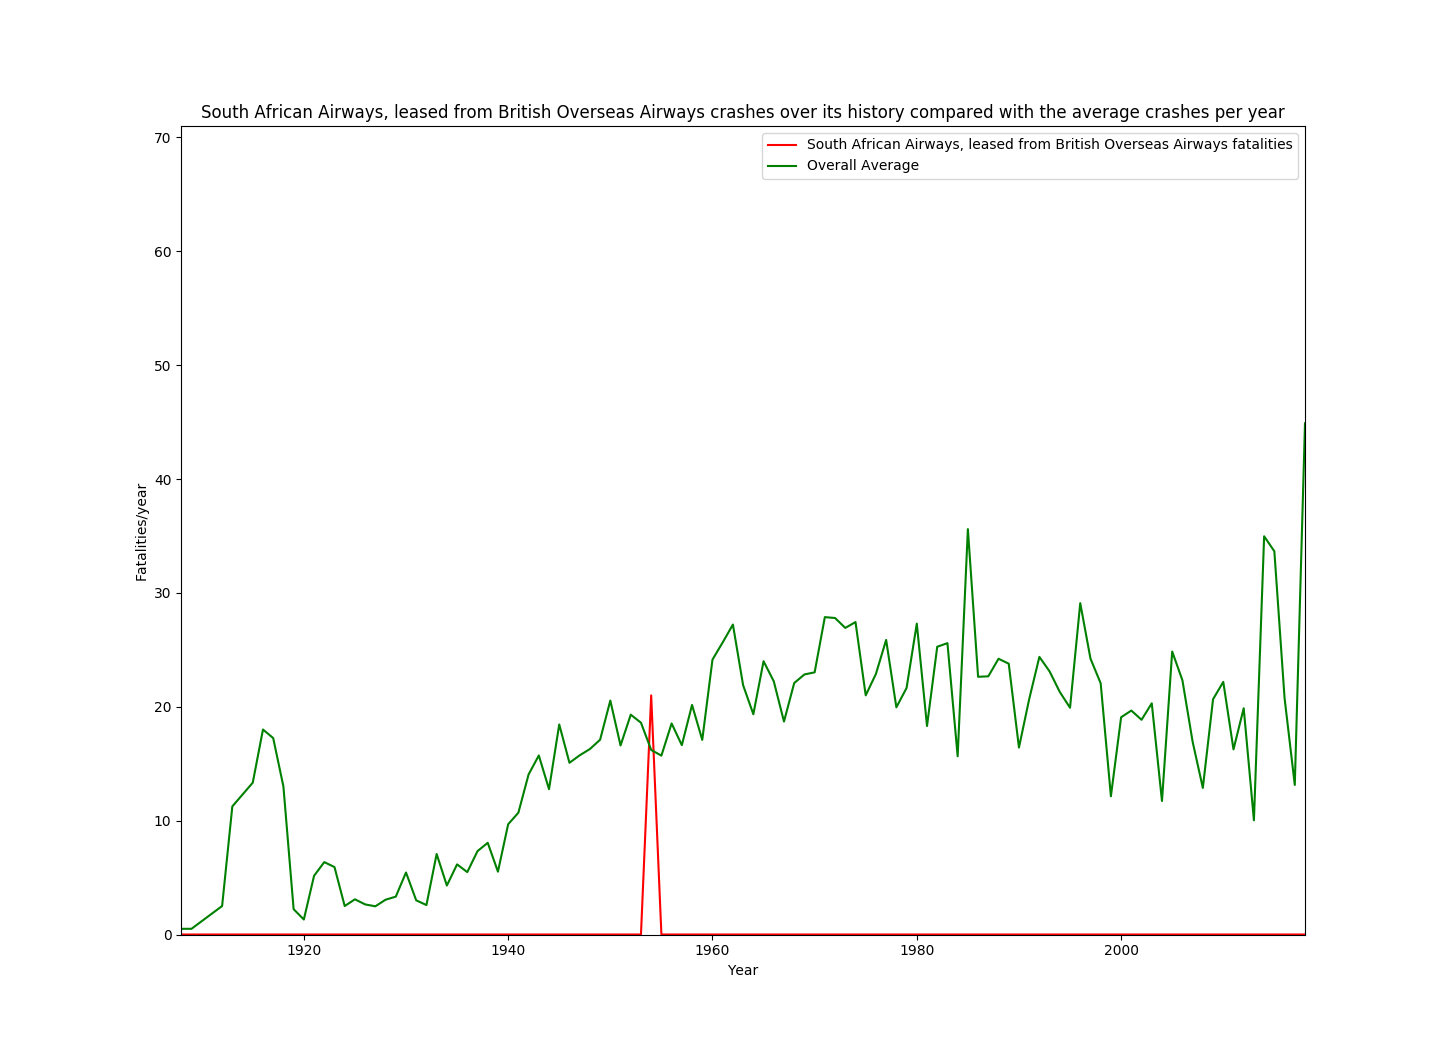 South African Airways, leased from British Overseas Airways crashes over its history compared with the average crashes per year
South African Airways, leased from British Overseas Airways fatalities
Overall Average
70
60
50
40
30
20
10
0
Fatalities/year
1920 1940 1960 1980 2000
Year